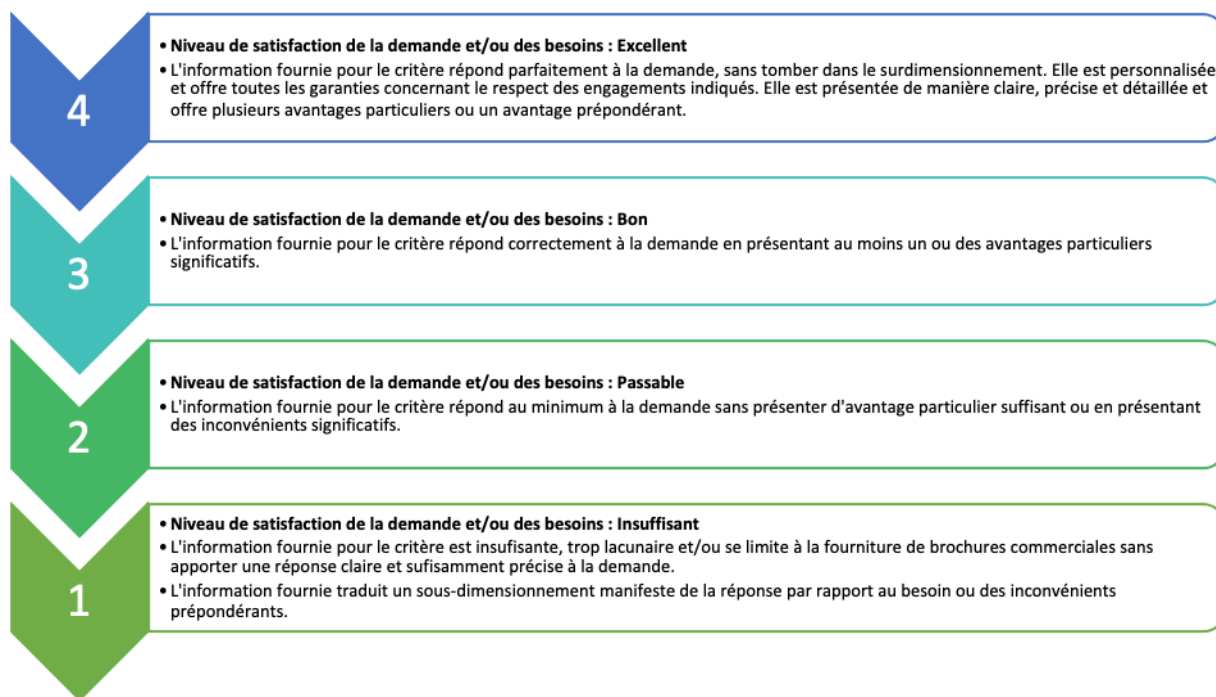 • Niveau de satisfaction de la demande et/ou des besoins : Excellent
• L'information fournie pour le critère répond parfaitement à la demande, sans tomber dans le surdimensionnement. Elle est personnalisée
et offre toutes les garanties concernant le respect des engagements indiqués. Elle est présentée de manière claire, précise et détaillée et
offre plusieurs avantages particuliers ou un avantage prépondérant.
4
• Niveau de satisfaction de la demande et/ou des besoins : Bon
• L'information fournie pour le critère répond correctement à la demande en présentant au moins un ou des avantages particuliers
significatifs.
3
• Niveau de satisfaction de la demande et/ou des besoins : Passable
• L'information fournie pour le critère répond au minimum à la demande sans présenter d'avantage particulier suffisant ou en présentant
des inconvénients significatifs.
2
• Niveau de satisfaction de la demande et/ou des besoins : Insuffisant
• L'information fournie pour le critère est insufisante, trop lacunaire et/ou se limite à la fourniture de brochures commerciales sans
apporter une réponse claire et sufisamment précise à la demande.
• L'information fournie traduit un sous-dimensionnement manifeste de la réponse par rapport au besoin ou des inconvénients
prépondérants.
1